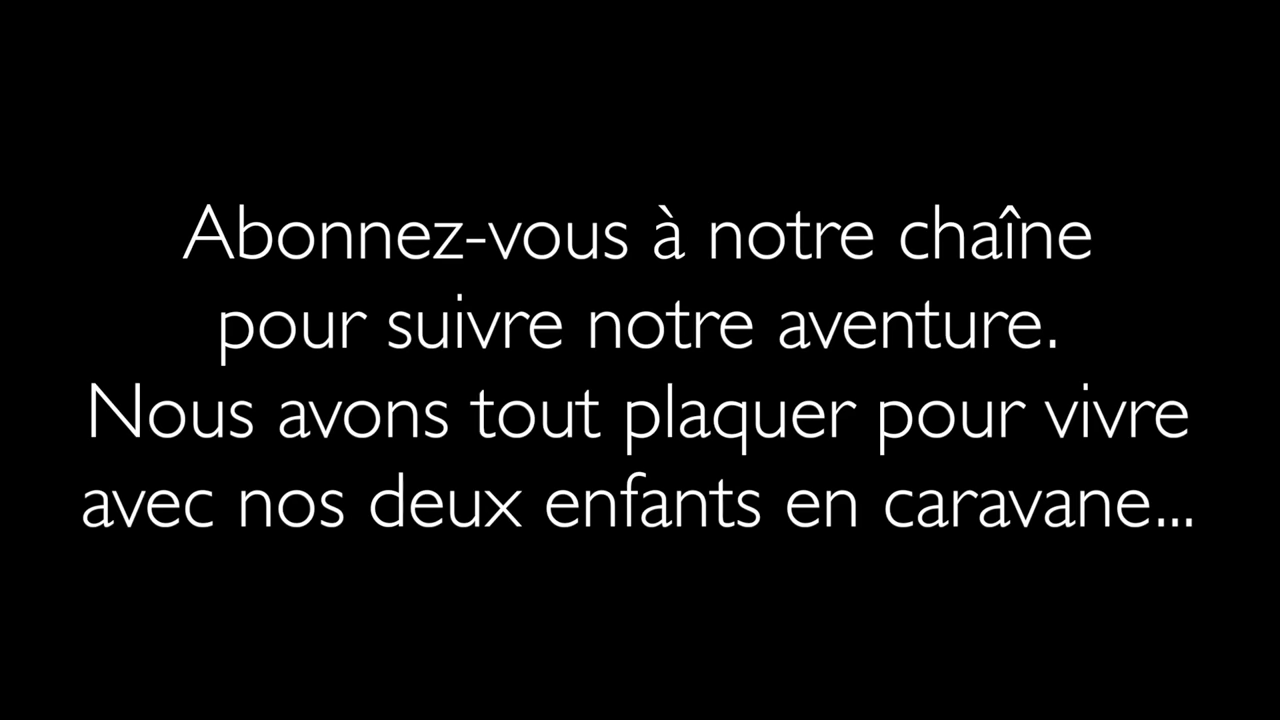 Abonnez-vous à notre chaîne
pour suivre notre aventure.
Nous avons tout plaquer pour vivre
avec nos deux enfants en caravane...